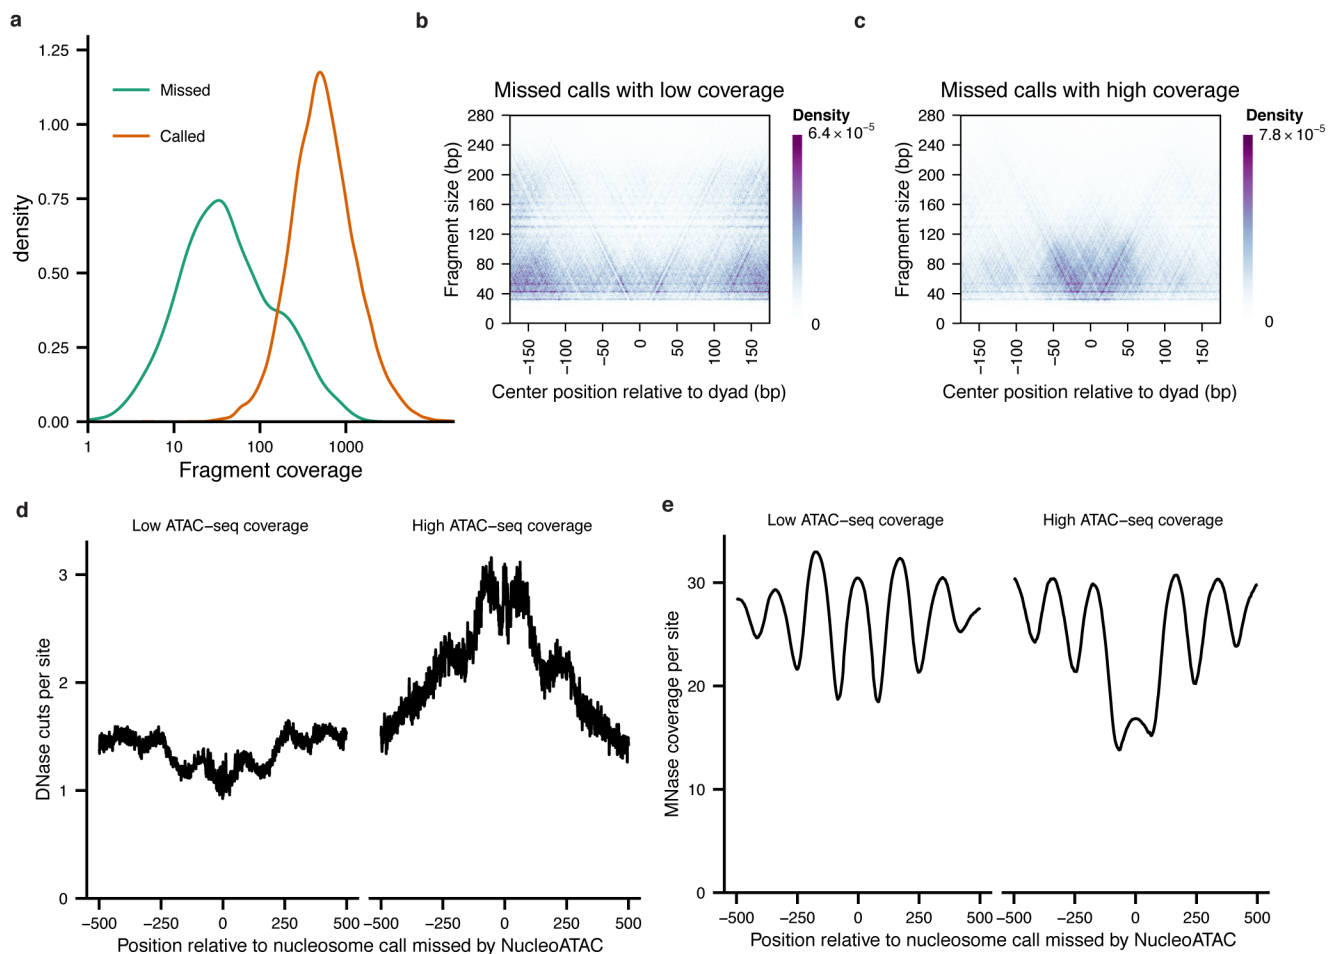 a
1.25
1.00
0.75
0.50
0.25
0.00
density
Missed
Called
1
10
100
1000
Fragment coverage
b
Missed calls with low coverage
280
240
200
160
120
80
40
0
Fragment size (bp)
−150
−100
−50
0
50
100
150
Center position relative to dyad (bp)
Density
6.4 × 10⁻⁵
0
c
Missed calls with high coverage
280
240
200
160
120
80
40
0
Fragment size (bp)
−150
−100
−50
0
50
100
150
Center position relative to dyad (bp)
Density
7.8 × 10⁻⁵
0
d
Low ATAC−seq coverage
High ATAC−seq coverage
3
2
1
0
DNase cuts per site
−500
−250
0
250
500
−500
−250
0
250
500
Position relative to nucleosome call missed by NucleoATAC
e
Low ATAC−seq coverage
High ATAC−seq coverage
30
20
10
0
MNase coverage per site
−500
−250
0
250
500
−500
−250
0
250
500
Position relative to nucleosome call missed by NucleoATAC